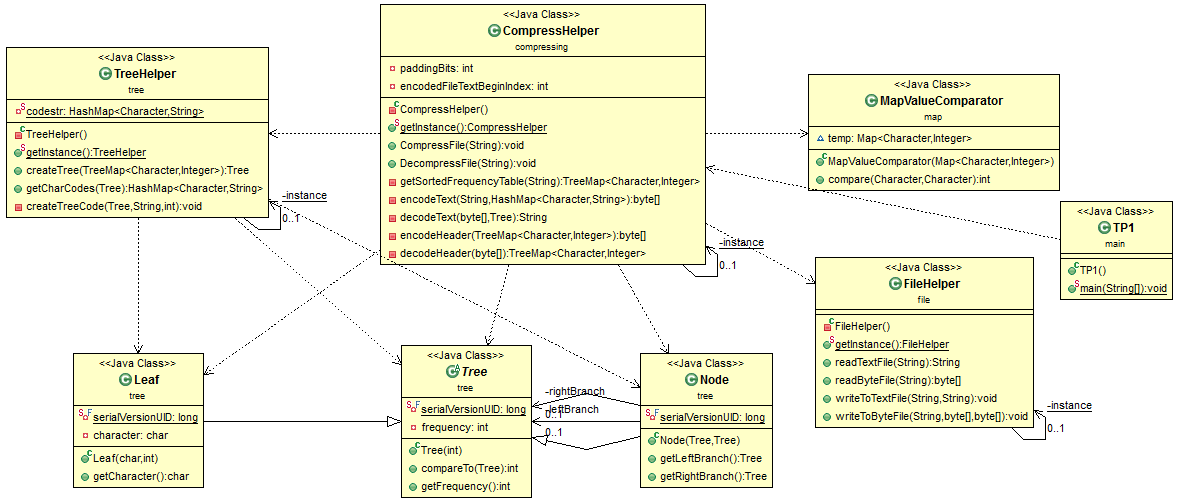 <<Java Class>>
TreeHelper
tree
codestr: HashMap<Character,String>
TreeHelper()
getInstance():TreeHelper
createTree(TreeMap<Character,Integer>):Tree
getCharCodes(Tree):HashMap<Character,String>
createTreeCode(Tree,String,int):void
-instance
0..1
<<Java Class>>
CompressHelper
compressing
paddingBits: int
encodedFileTextBeginIndex: int
CompressHelper()
getInstance():CompressHelper
CompressFile(String):void
DecompressFile(String):void
getSortedFrequencyTable(String):TreeMap<Character,Integer>
encodeText(String,HashMap<Character,String>):byte[]
decodeText(byte[],Tree):String
encodeHeader(TreeMap<Character,Integer>):byte[]
decodeHeader(byte[]):TreeMap<Character,Integer>
-instance
0..1
<<Java Class>>
MapValueComparator
map
temp: Map<Character,Integer>
MapValueComparator(Map<Character,Integer>)
compare(Character,Character):int
<<Java Class>>
TP1
main
TP1()
main(String[]):void
<<Java Class>>
FileHelper
file
FileHelper()
getInstance():FileHelper
readTextFile(String):String
readByteFile(String):byte[]
writeToTextFile(String,String):void
writeToByteFile(String,byte[],byte[]):void
-instance
0..1
<<Java Class>>
Leaf
tree
serialVersionUID: long
character: char
Leaf(char,int)
getCharacter():char
<<Java Class>>
Tree
tree
serialVersionUID: long
frequency: int
Tree(int)
compareTo(Tree):int
getFrequency():int
-rightBranch
-leftBranch
0..1
0..1
<<Java Class>>
Node
tree
serialVersionUID: long
Node(Tree,Tree)
getLeftBranch():Tree
getRightBranch():Tree